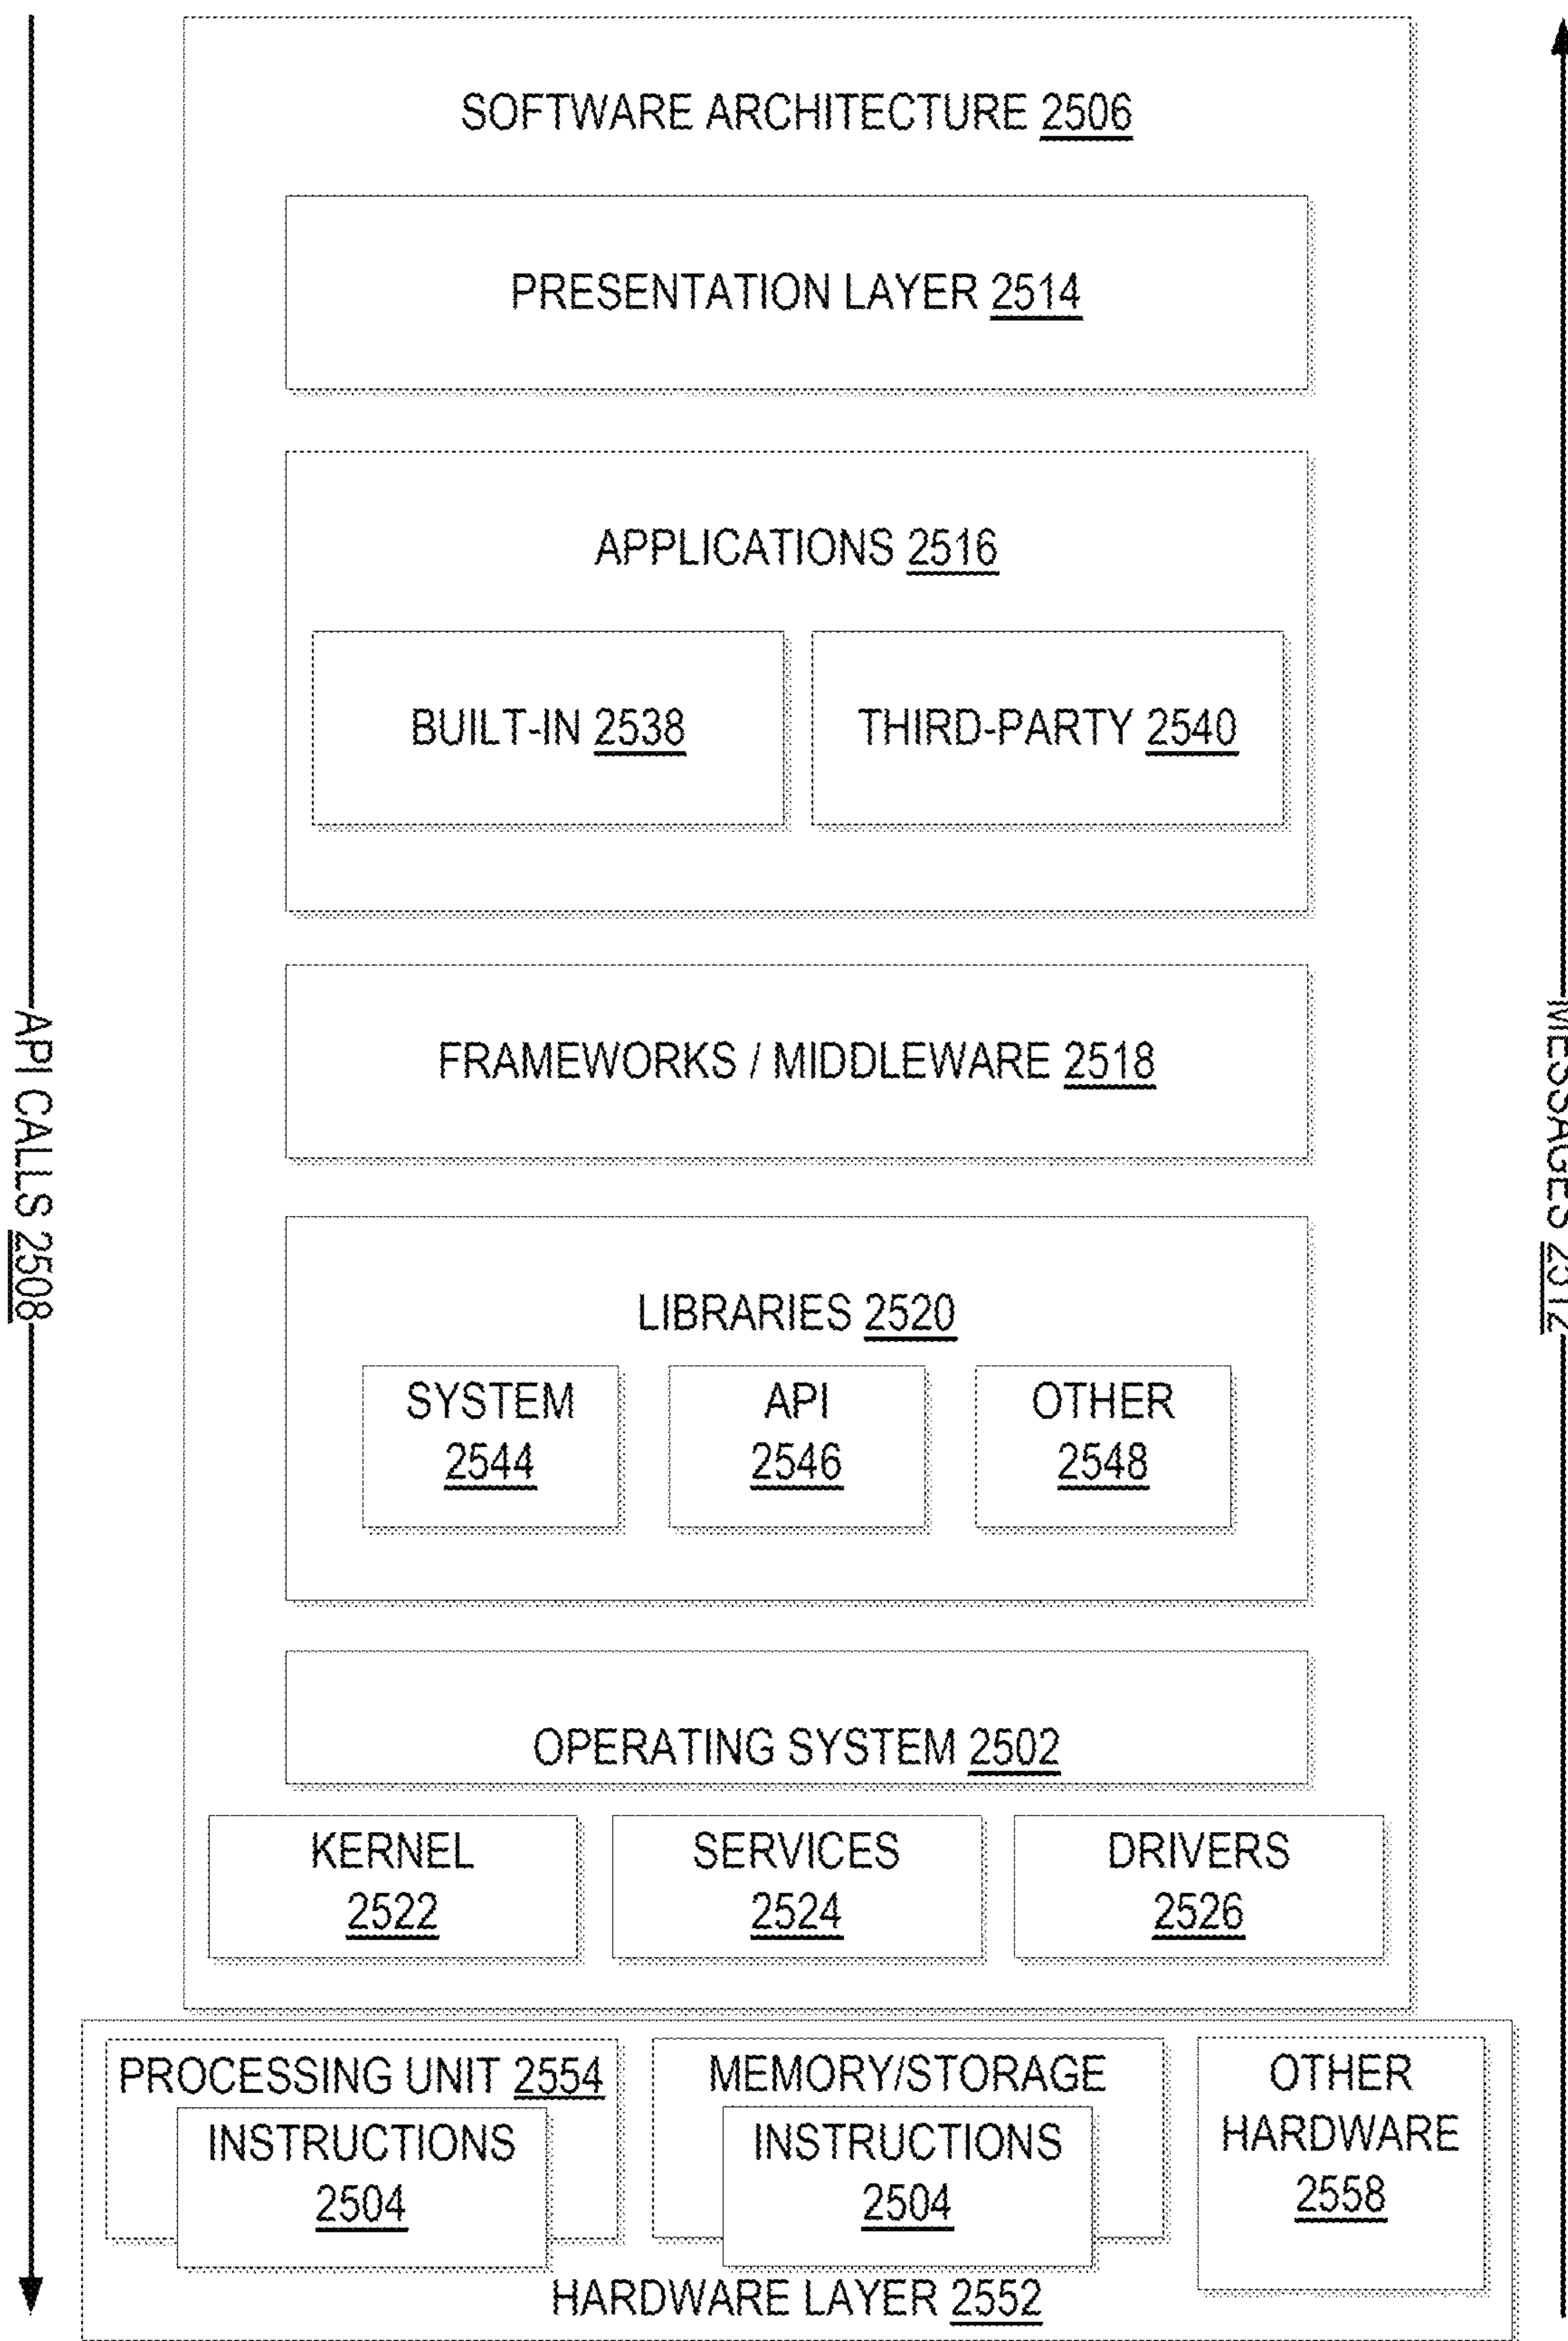 SOFTWARE ARCHITECTURE 2506
PRESENTATION LAYER 2514
APPLICATIONS 2516
BUILT-IN 2538
THIRD-PARTY 2540
FRAMEWORKS / MIDDLEWARE 2518
LIBRARIES 2520
SYSTEM
2544
API
2546
OTHER
2548
OPERATING SYSTEM 2502
KERNEL
2522
SERVICES
2524
DRIVERS
2526
PROCESSING UNIT 2554
INSTRUCTIONS
2504
MEMORY/STORAGE
INSTRUCTIONS
2504
OTHER
HARDWARE
2558
HARDWARE LAYER 2552
API CALLS 2508
MESSAGES 2512